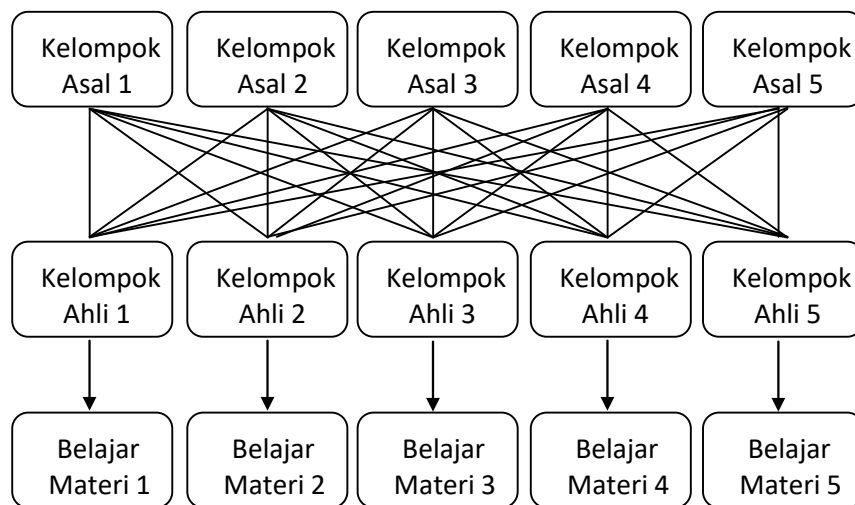 Kelompok
Asal 1
Kelompok
Asal 2
Kelompok
Asal 3
Kelompok
Asal 4
Kelompok
Asal 5
Kelompok
Ahli 1
Kelompok
Ahli 2
Kelompok
Ahli 3
Kelompok
Ahli 4
Kelompok
Ahli 5
Belajar
Materi 1
Belajar
Materi 2
Belajar
Materi 3
Belajar
Materi 4
Belajar
Materi 5